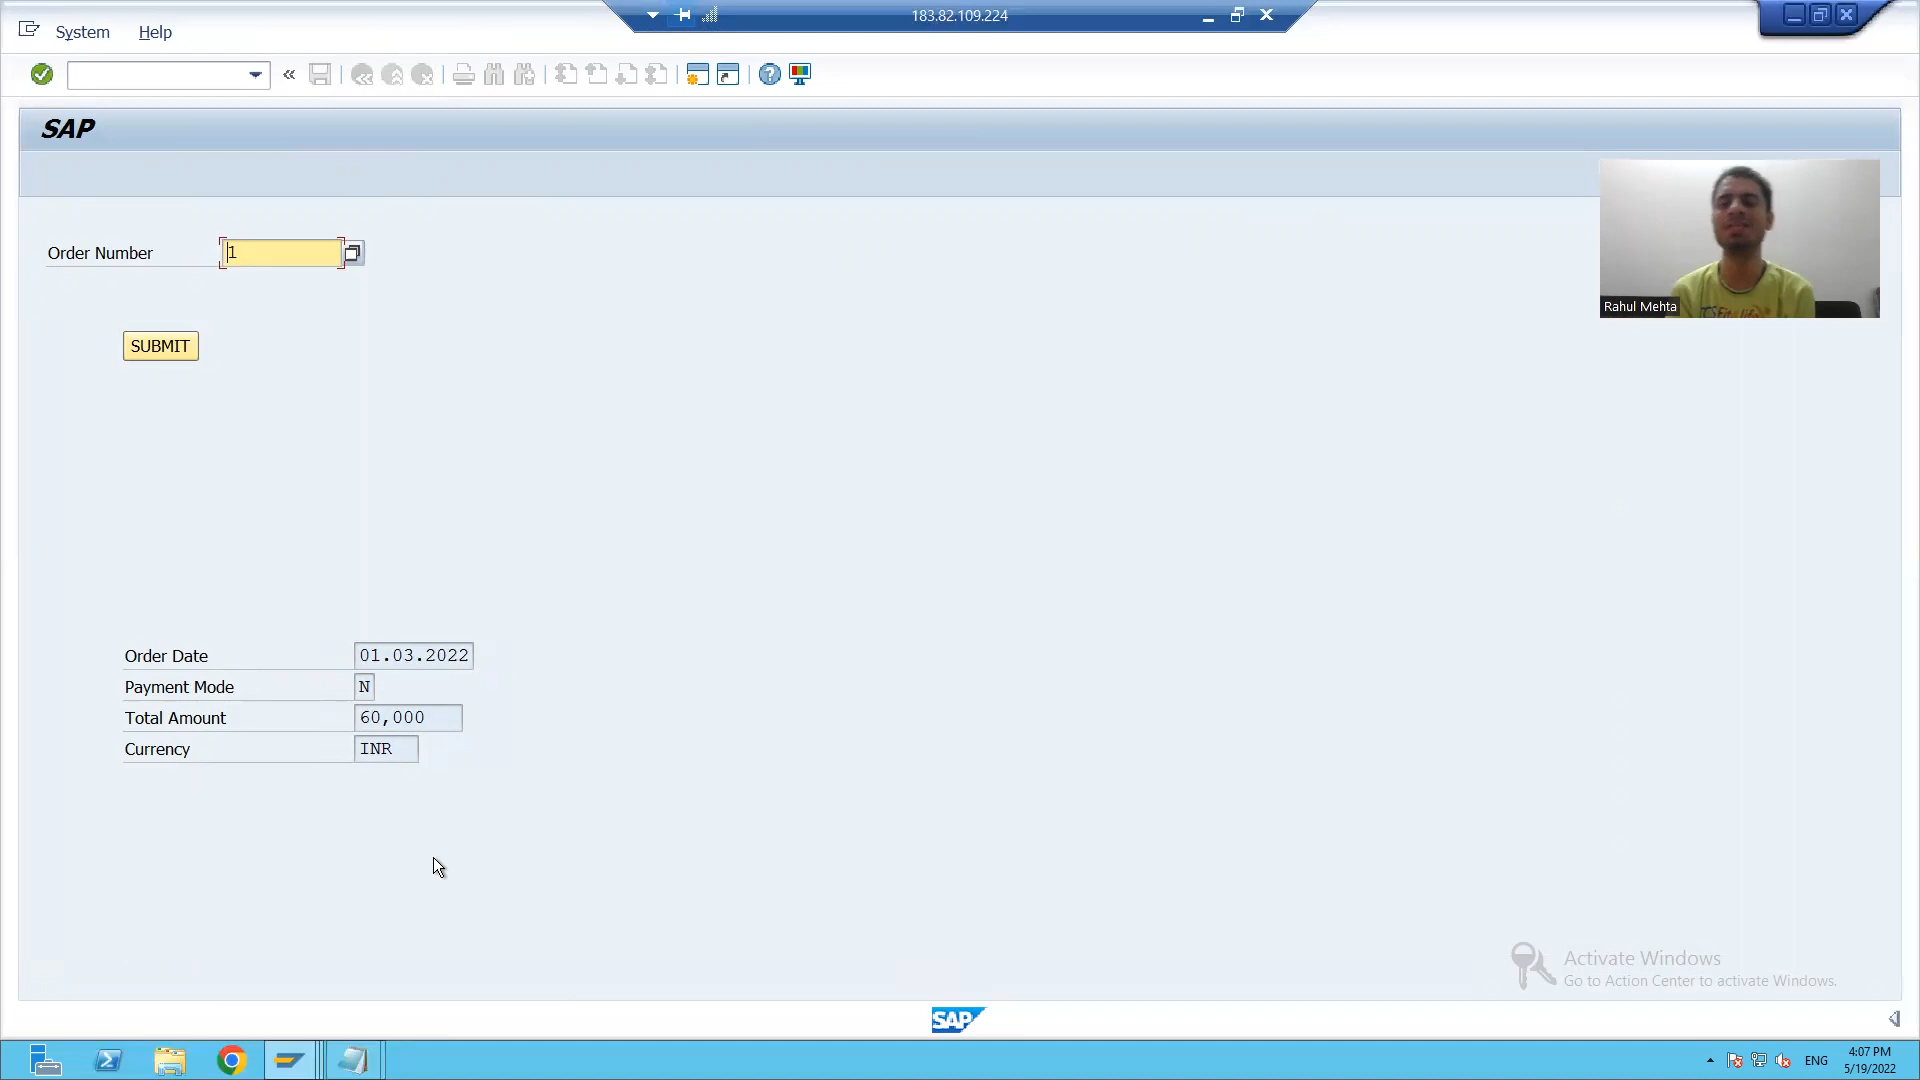 183.82.109.224
System Help
SAP
Order Number 1
Rahul Mehta
SUBMIT
Order Date 01.03.2022
Payment Mode N
Total Amount 60,000
Currency INR
Activate Windows
Go to Action Center to activate Windows.
SAP
4:07 PM
ENG
5/19/2022